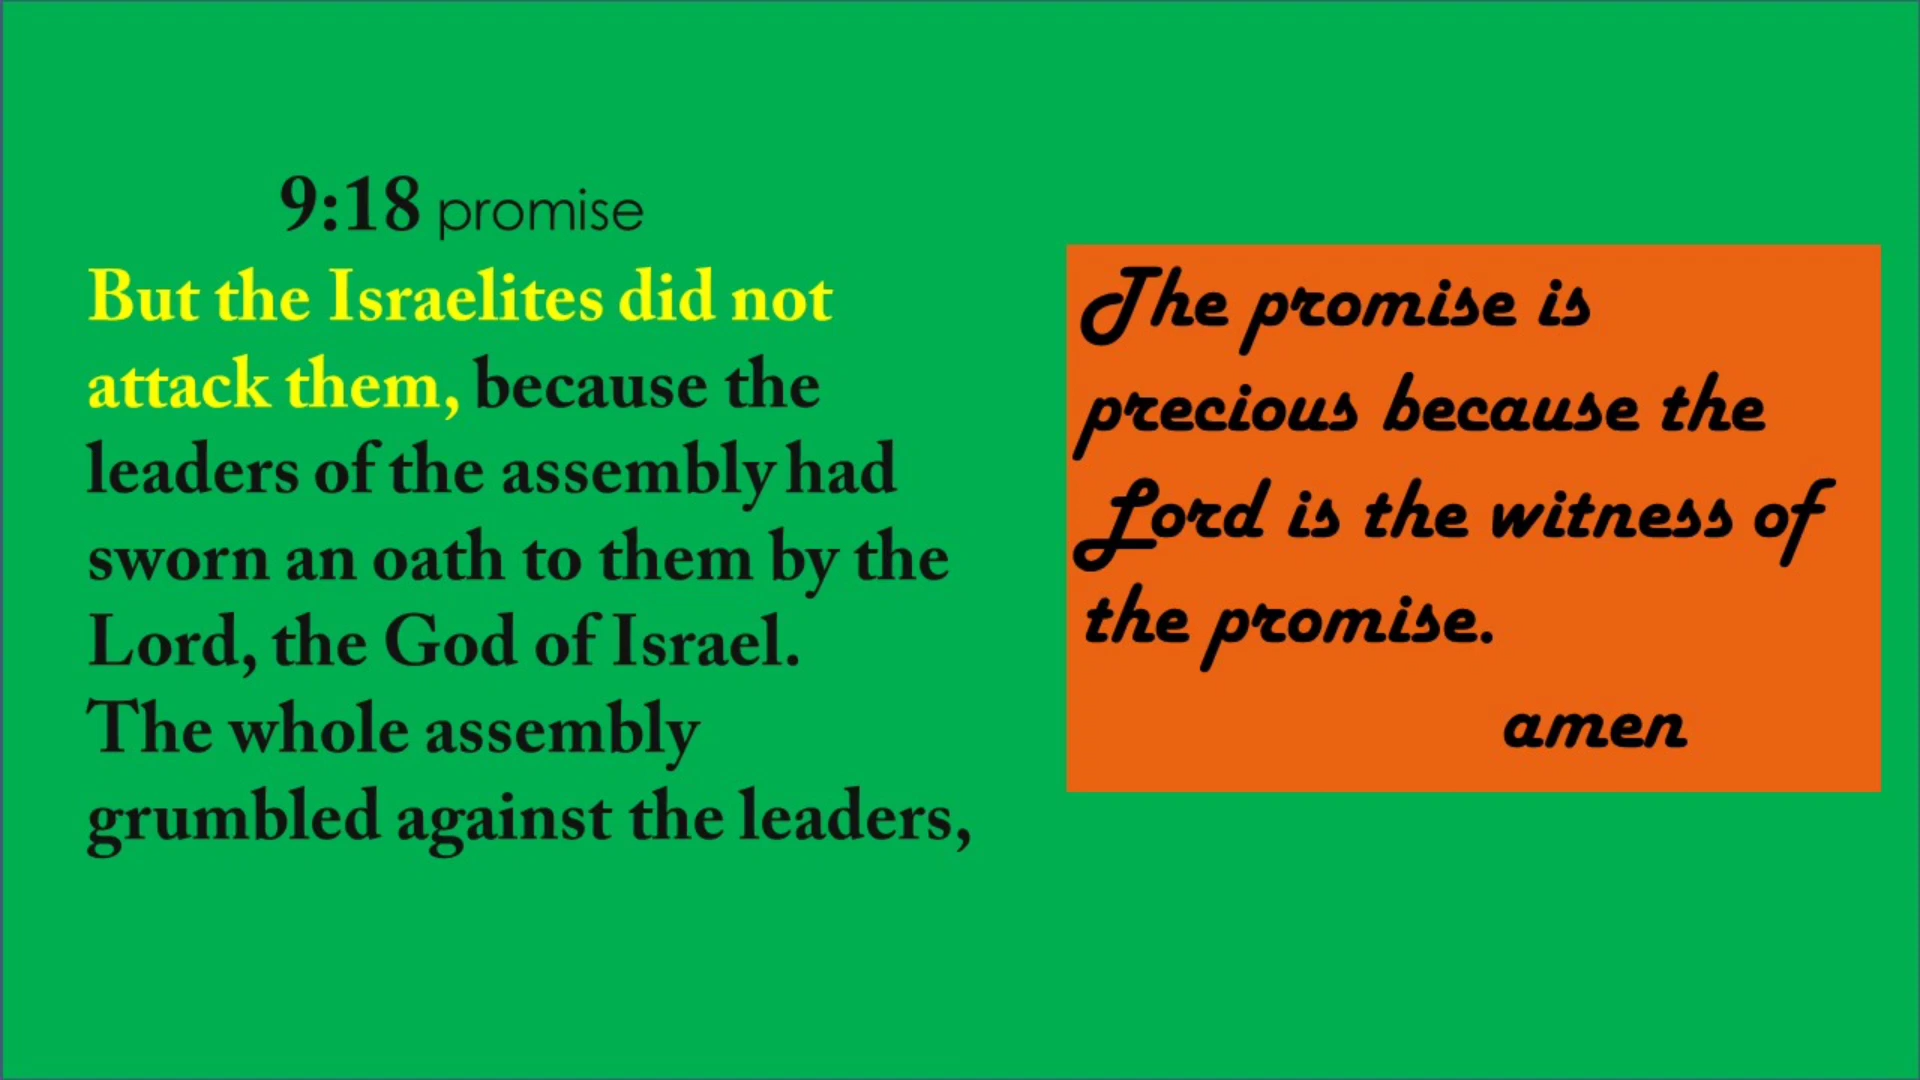 9:18 promise
But the Israelites did not
attack them, because the
leaders of the assembly had
sworn an oath to them by the
Lord, the God of Israel.
The whole assembly
grumbled against the leaders,
The promise is
precious because the
Lord is the witness of
the promise.
amen